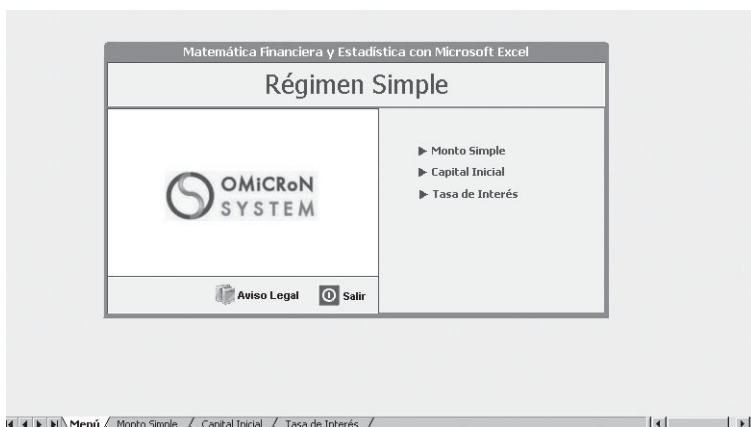 Matemática Financiera y Estadística con Microsoft Excel
Régimen Simple
OMiCRoN
SYSTEM
Monto Simple
Capital Inicial
Tasa de Interés
Aviso Legal
Salir
Menú Monto Simple Capital Inicial Tasa de Interés